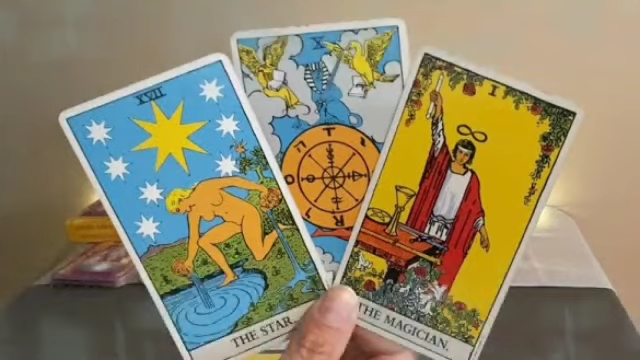 XVII
THE STAR.
X
T
A
R
O
I
THE MAGICIAN.